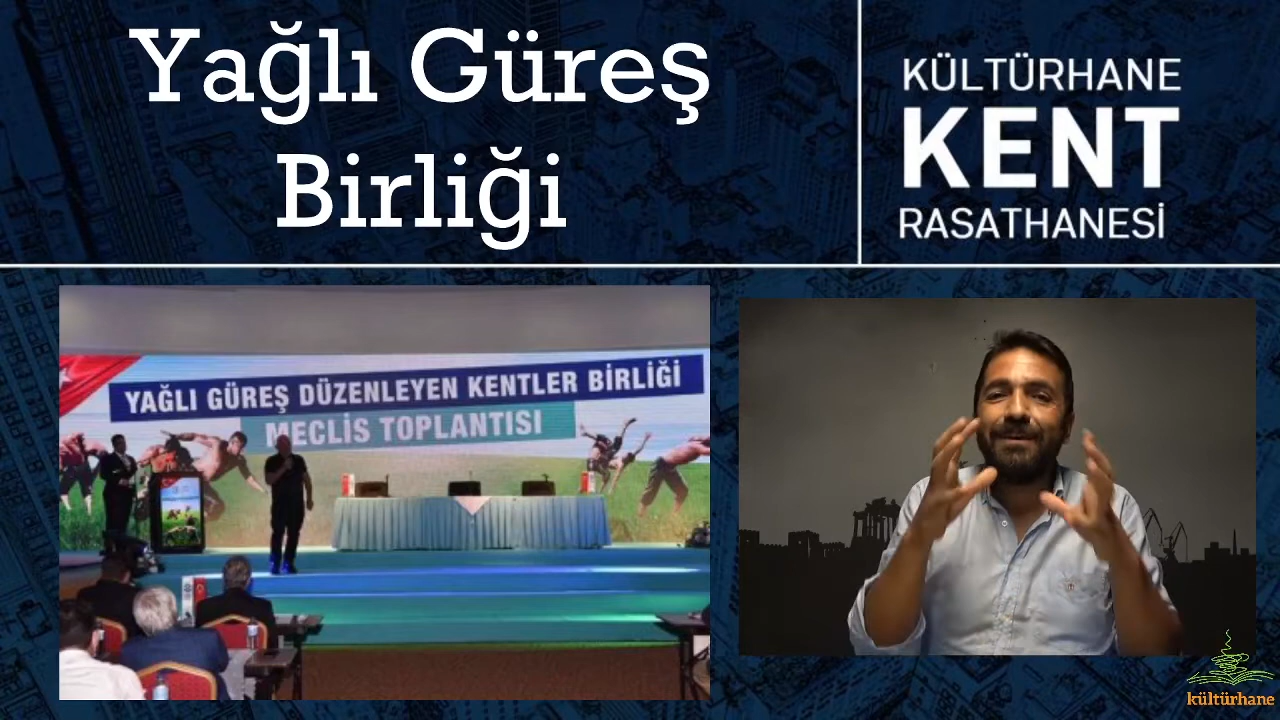 Yağlı Güreş
Birliği
KÜLTÜRHANE
KENT
RASATHANESİ
YAĞLI GÜREŞ DÜZENLEYEN KENTLER BİRLİĞİ
MECLİS TOPLANTISI
kültürhane